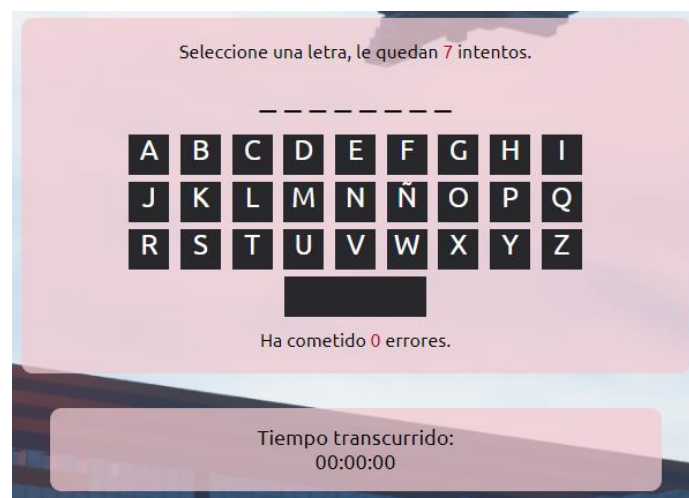 Seleccione una letra, le quedan 7 intentos.
_ _ _ _ _ _ _ _
A B C D E F G H I
J K L M N Ñ O P Q
R S T U V W X Y Z
Ha cometido 0 errores.
Tiempo transcurrido:
00:00:00